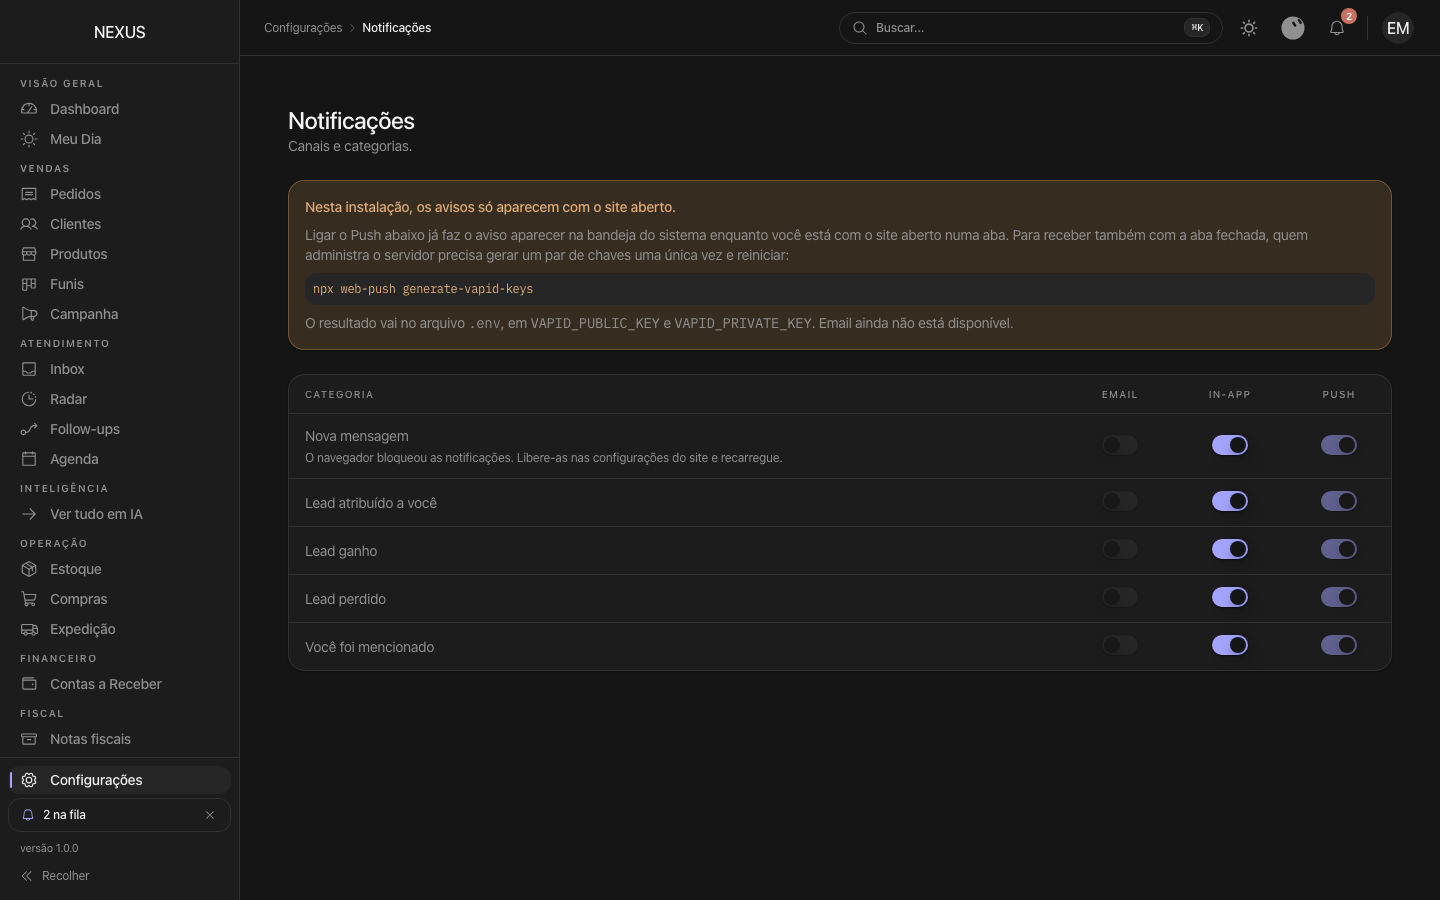 NEXUS
Configurações
Notificações
Buscar...
⌘K
2
EM
VISÃO GERAL
Dashboard
Meu Dia
VENDAS
Pedidos
Clientes
Produtos
Funis
Campanha
ATENDIMENTO
Inbox
Radar
Follow-ups
Agenda
INTELIGÊNCIA
Ver tudo em IA
OPERAÇÃO
Estoque
Compras
Expedição
FINANCEIRO
Contas a Receber
FISCAL
Notas fiscais
Configurações
2 na fila
versão 1.0.0
Recolher
Notificações
Canais e categorias.
Nesta instalação, os avisos só aparecem com o site aberto.
Ligar o Push abaixo já faz o aviso aparecer na bandeja do sistema enquanto você está com o site aberto numa aba. Para receber também com a aba fechada, quem
administra o servidor precisa gerar um par de chaves uma única vez e reiniciar:
npx web-push generate-vapid-keys
O resultado vai no arquivo .env, em VAPID_PUBLIC_KEY e VAPID_PRIVATE_KEY. Email ainda não está disponível.
CATEGORIA EMAIL IN-APP PUSH
Nova mensagem
O navegador bloqueou as notificações. Libere-as nas configurações do site e recarregue.
Lead atribuído a você
Lead ganho
Lead perdido
Você foi mencionado